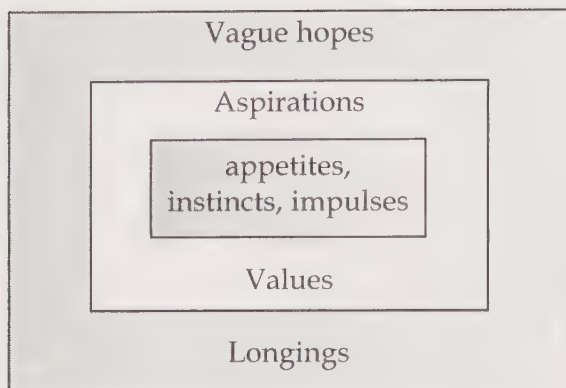 Vague hopes
Aspirations
appetites,
instincts, impulses
Values
Longings